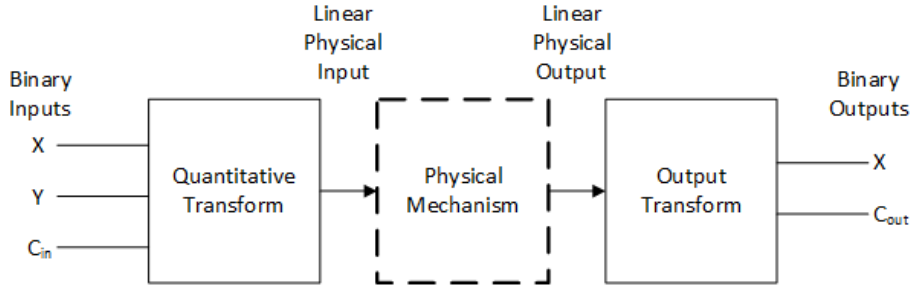 Linear
Physical
Input
Linear
Physical
Output
Binary
Inputs
Binary
Outputs
X
Y
Cin
Quantitative
Transform
Physical
Mechanism
Output
Transform
X
Cout